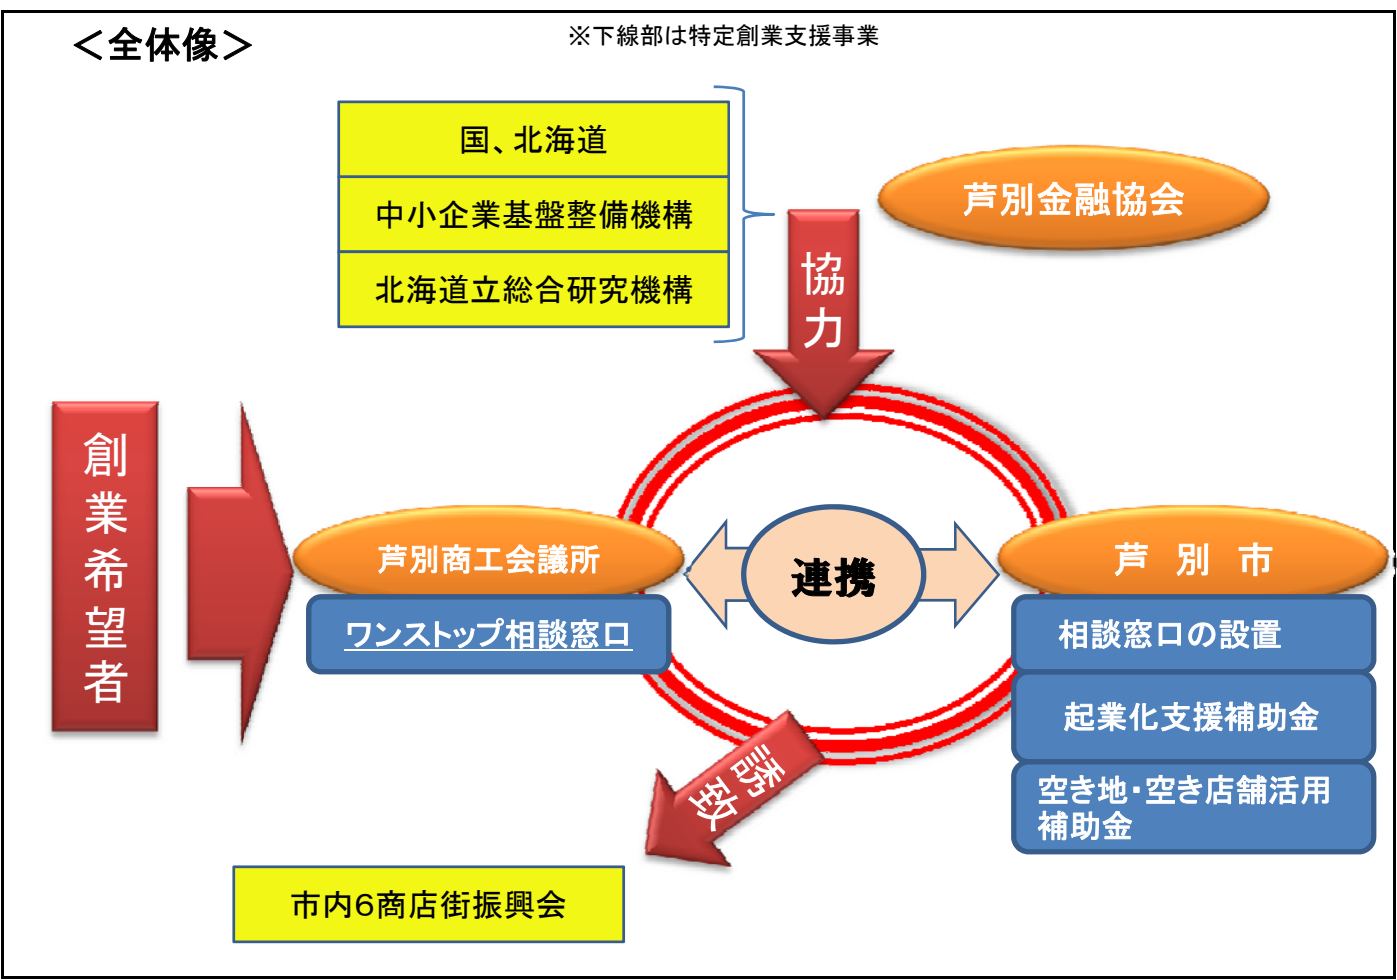 ＜全体像＞
※下線部は特定創業支援事業
国、北海道
中小企業基盤整備機構
北海道立総合研究機構
芦別金融協会
協力
創業希望者
芦別商工会議所
ワンストップ相談窓口
連携
芦別市
相談窓口の設置
起業化支援補助金
空き地・空き店舗活用
補助金
誘致
市内６商店街振興会